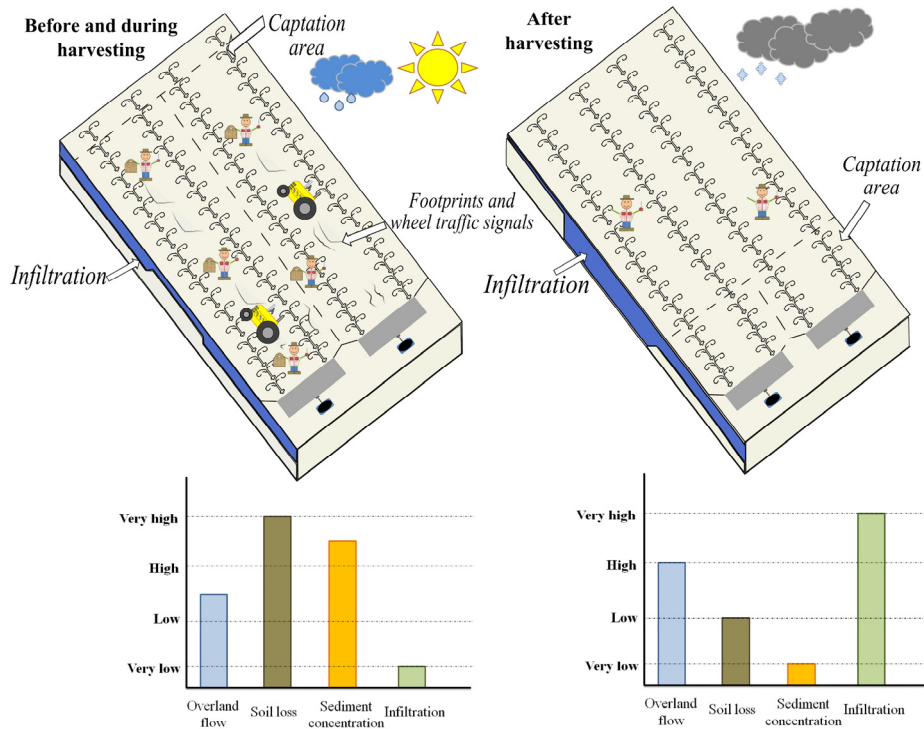 Before and during
harvesting
Captation
area
Footprints and
wheel traffic signals
Infiltration
After
harvesting
Captation
area
Infiltration
Very high
High
Low
Very low
Overland
flow
Soil loss
Sediment
concentration
Infiltration
Very high
High
Low
Very low
Overland
flow
Soil loss
Sediment
concentration
Infiltration